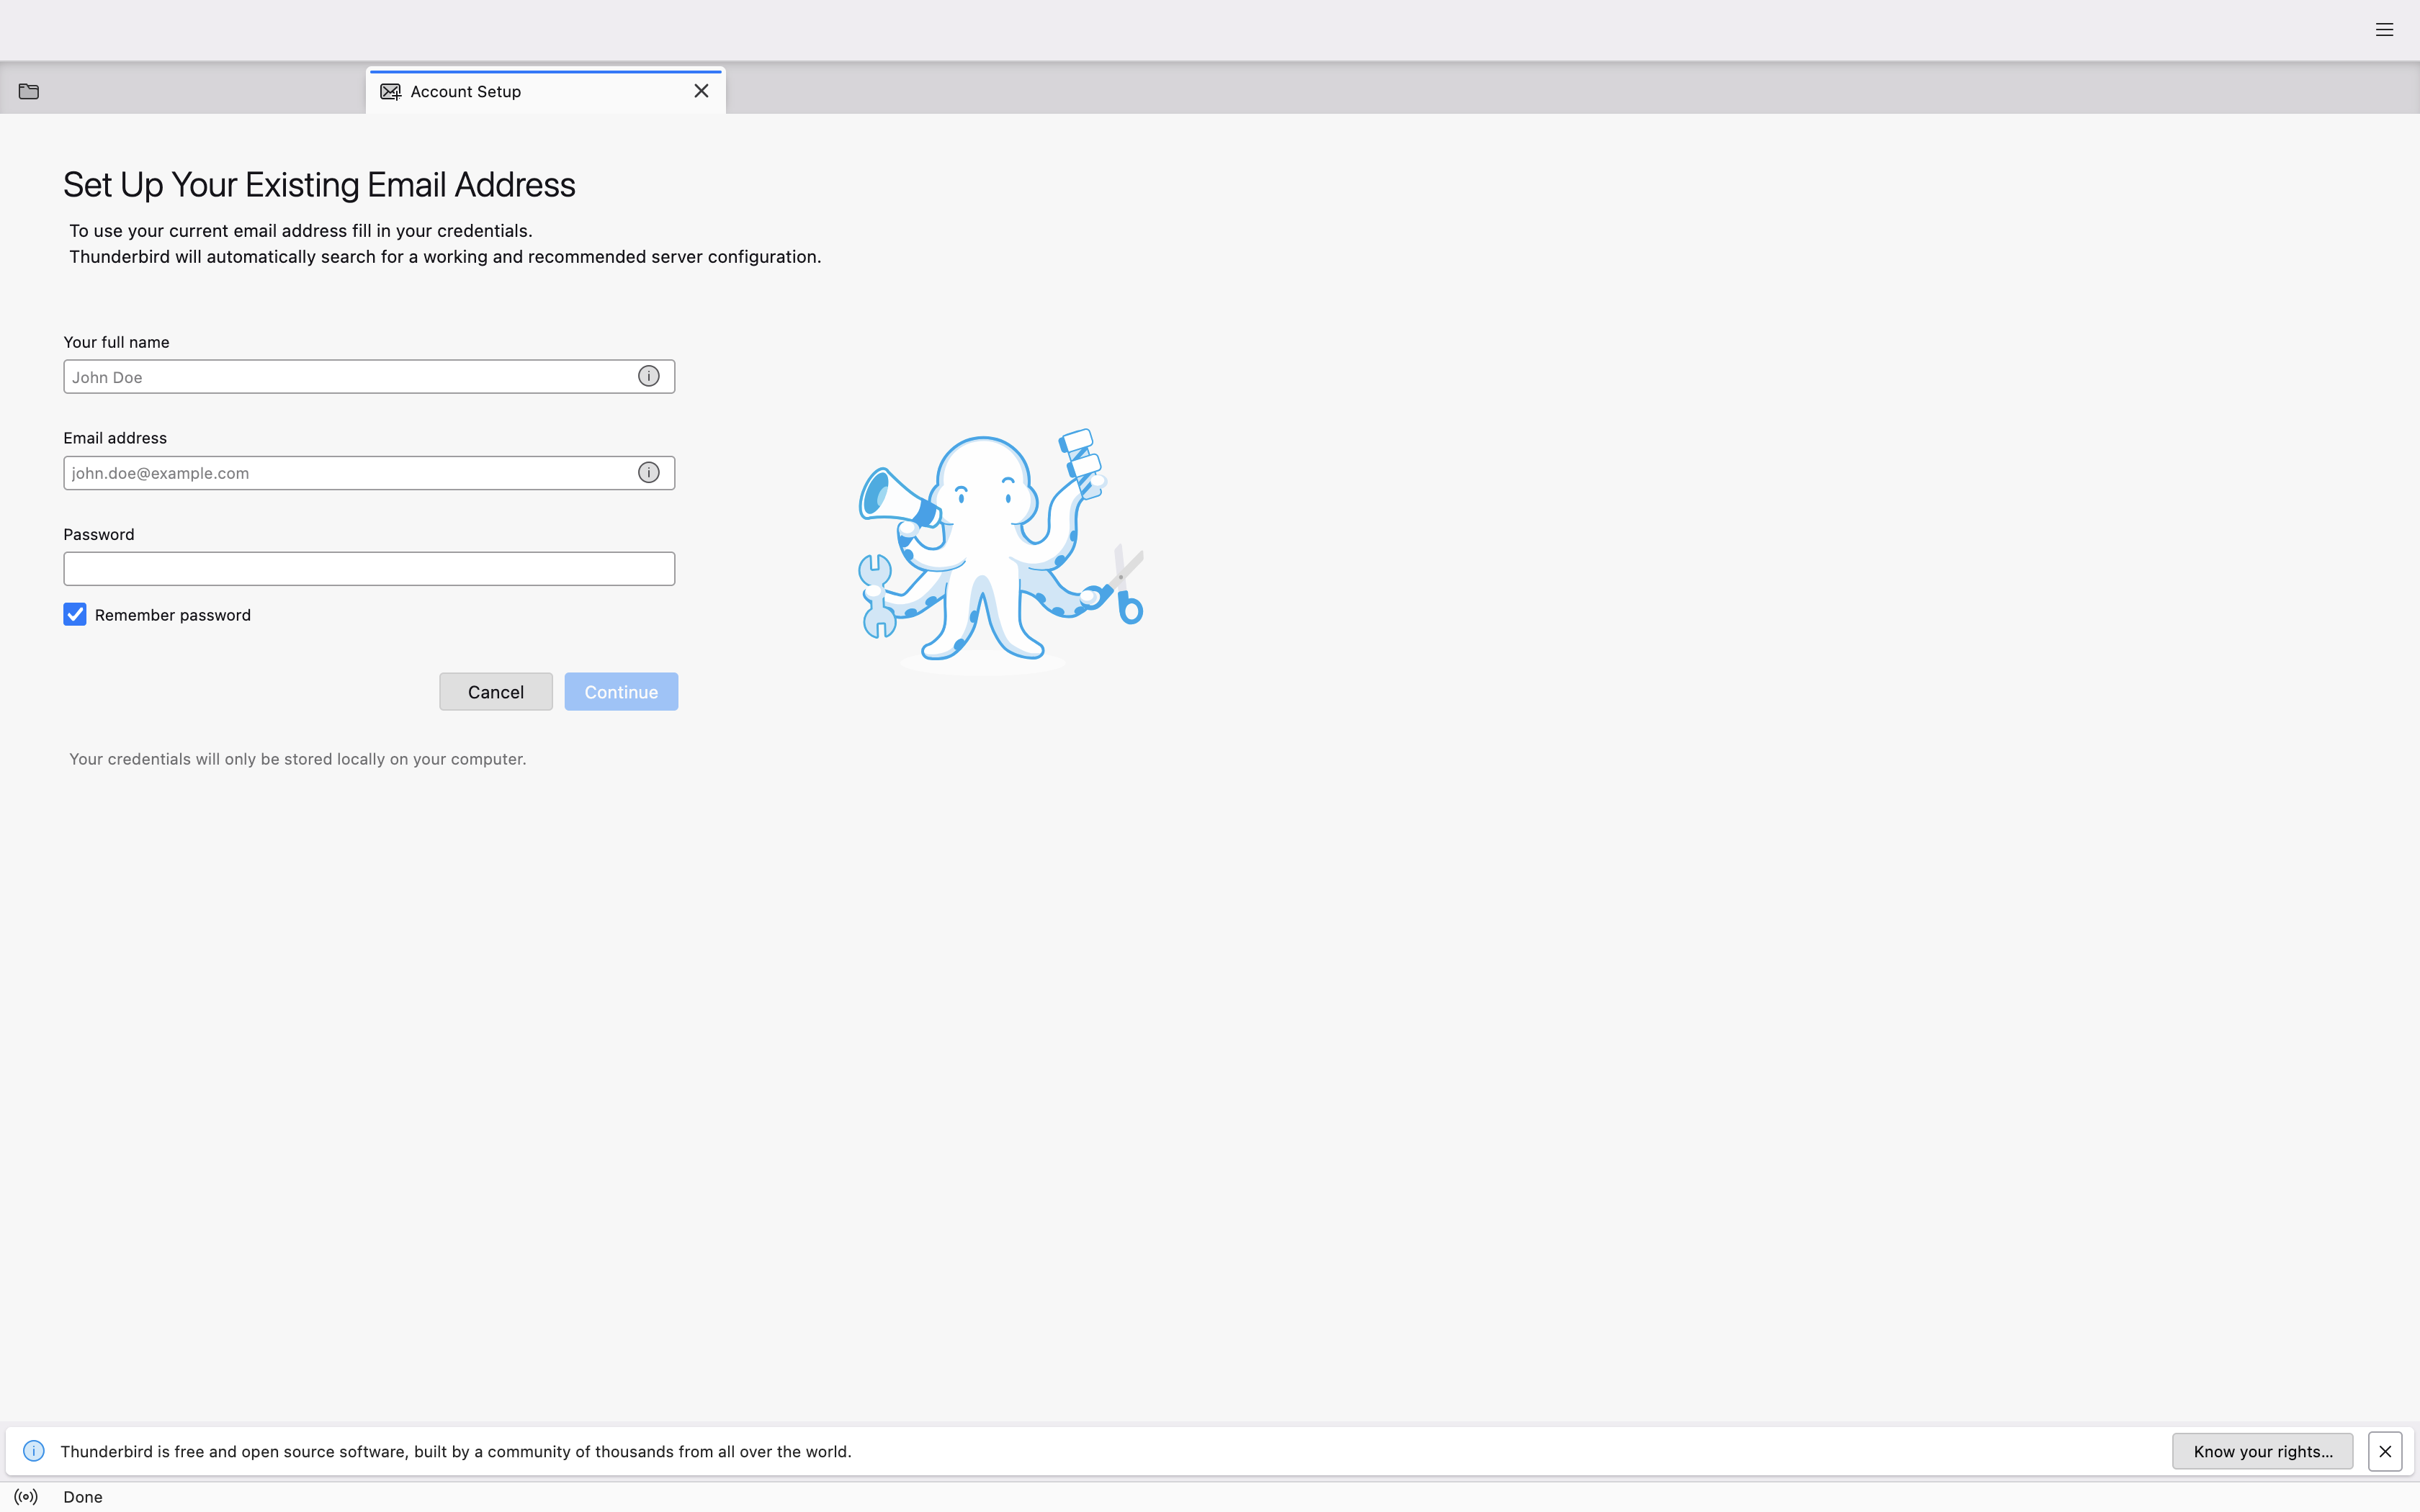 Account Setup
Set Up Your Existing Email Address
To use your current email address fill in your credentials.
Thunderbird will automatically search for a working and recommended server configuration.
Your full name
John Doe
Email address
john.doe@example.com
Password
Remember password
Cancel
Continue
Your credentials will only be stored locally on your computer.
Thunderbird is free and open source software, built by a community of thousands from all over the world.
Know your rights...
Done